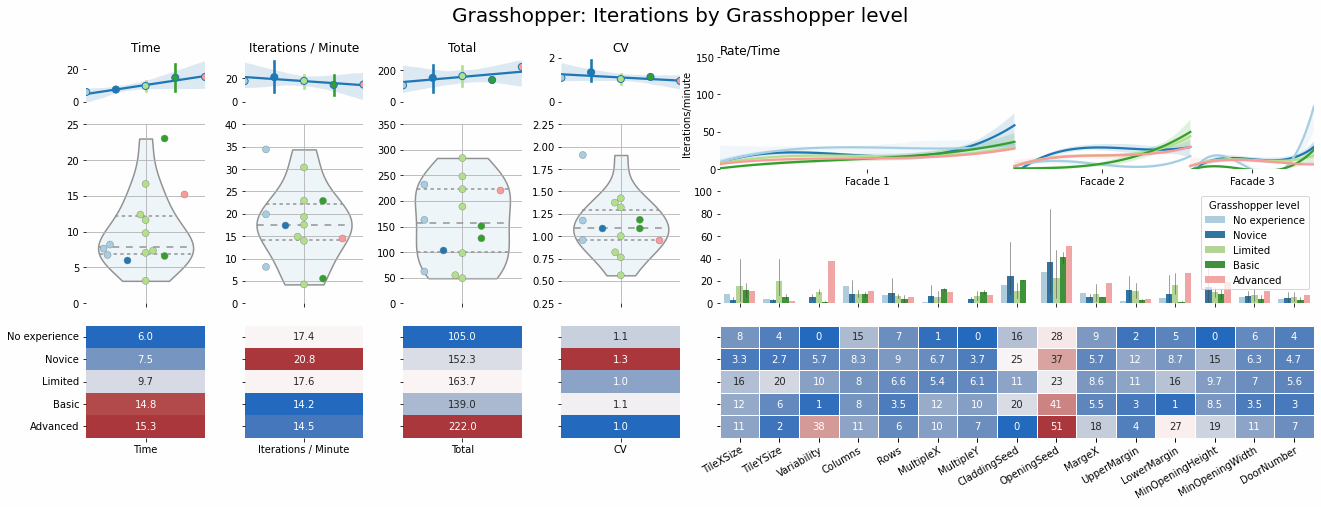 Grasshopper: Iterations by Grasshopper level
Time
Iterations / Minute
Total
CV
Rate/Time
20
0
20
0
200
0
2
0
150
100
50
0
Iterations/minute
Facade 1
Facade 2
Facade 3
25
20
15
10
5
0
40
35
30
25
20
15
10
5
0
350
300
250
200
150
100
50
0
2.25
2.00
1.75
1.50
1.25
1.00
0.75
0.50
0.25
100
80
60
40
20
0
Grasshopper level
No experience
Novice
Limited
Basic
Advanced
No experience 6.0 17.4 105.0 1.1 8 4 0 15 7 1 0 16 28 9 2 5 0 6 4
Novice 7.5 20.8 152.3 1.3 3.3 2.7 5.7 8.3 9 6.7 3.7 25 37 5.7 12 8.7 15 6.3 4.7
Limited 9.7 17.6 163.7 1.0 16 20 10 8 6.6 5.4 6.1 11 23 8.6 11 16 9.7 7 5.6
Basic 14.8 14.2 139.0 1.1 12 6 1 8 3.5 12 10 20 41 5.5 3 1 8.5 3.5 3
Advanced 15.3 14.5 222.0 1.0 11 2 38 11 6 10 7 0 51 18 4 27 19 11 7
Time
Iterations / Minute
Total
CV
TileXSize
TileYSize
Variability
Columns
Rows
MultipleX
MultipleY
CladdingSeed
OpeningSeed
MargeX
UpperMargin
LowerMargin
MinOpeningHeight
MinOpeningWidth
DoorNumber